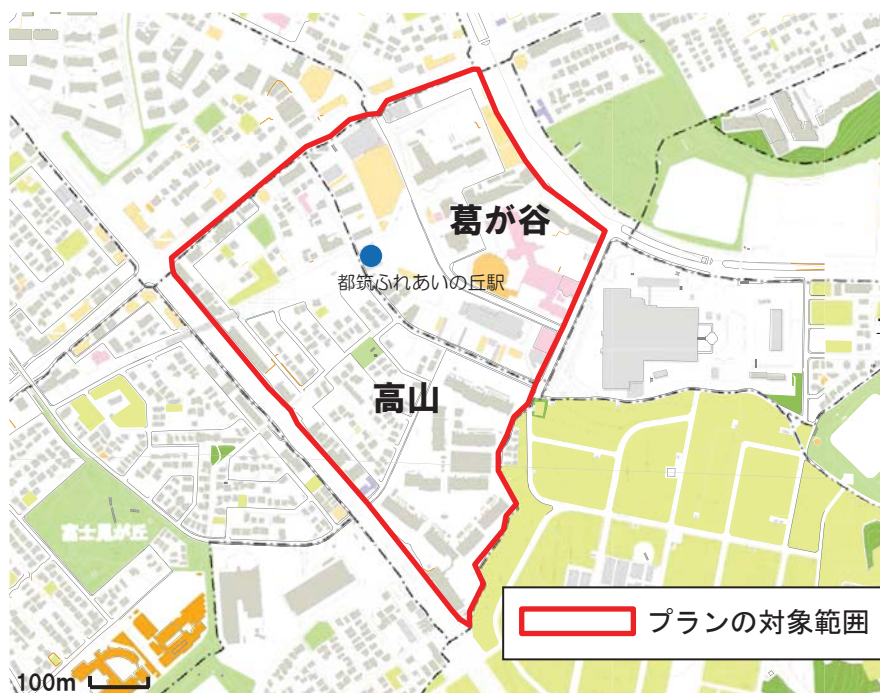 葛が谷
都筑ふれあいの丘駅
高山
富士見が丘
プランの対象範囲
100m